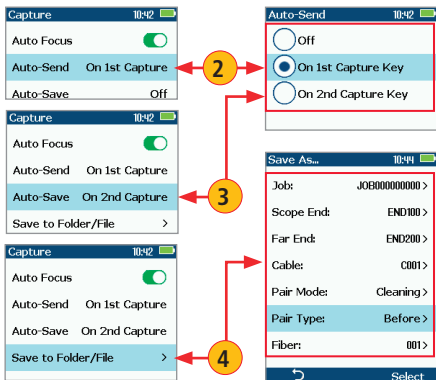 Capture 10:42
Auto Focus
Auto-Send On 1st Capture
Auto-Save Off
2
Auto-Send 10:42
Off
On 1st Capture Key
On 2nd Capture Key
Capture 10:42
Auto Focus
Auto-Send On 1st Capture
Auto-Save On 2nd Capture
Save to Folder/File >
3
Capture 10:42
Auto Focus
Auto-Send On 1st Capture
Auto-Save On 2nd Capture
Save to Folder/File >
4
Save As... 10:44
Job: JOB000000000 >
Scope End: END100 >
Far End: END200 >
Cable: C001 >
Pair Mode: Cleaning >
Pair Type: Before >
Fiber: 001 >
Select